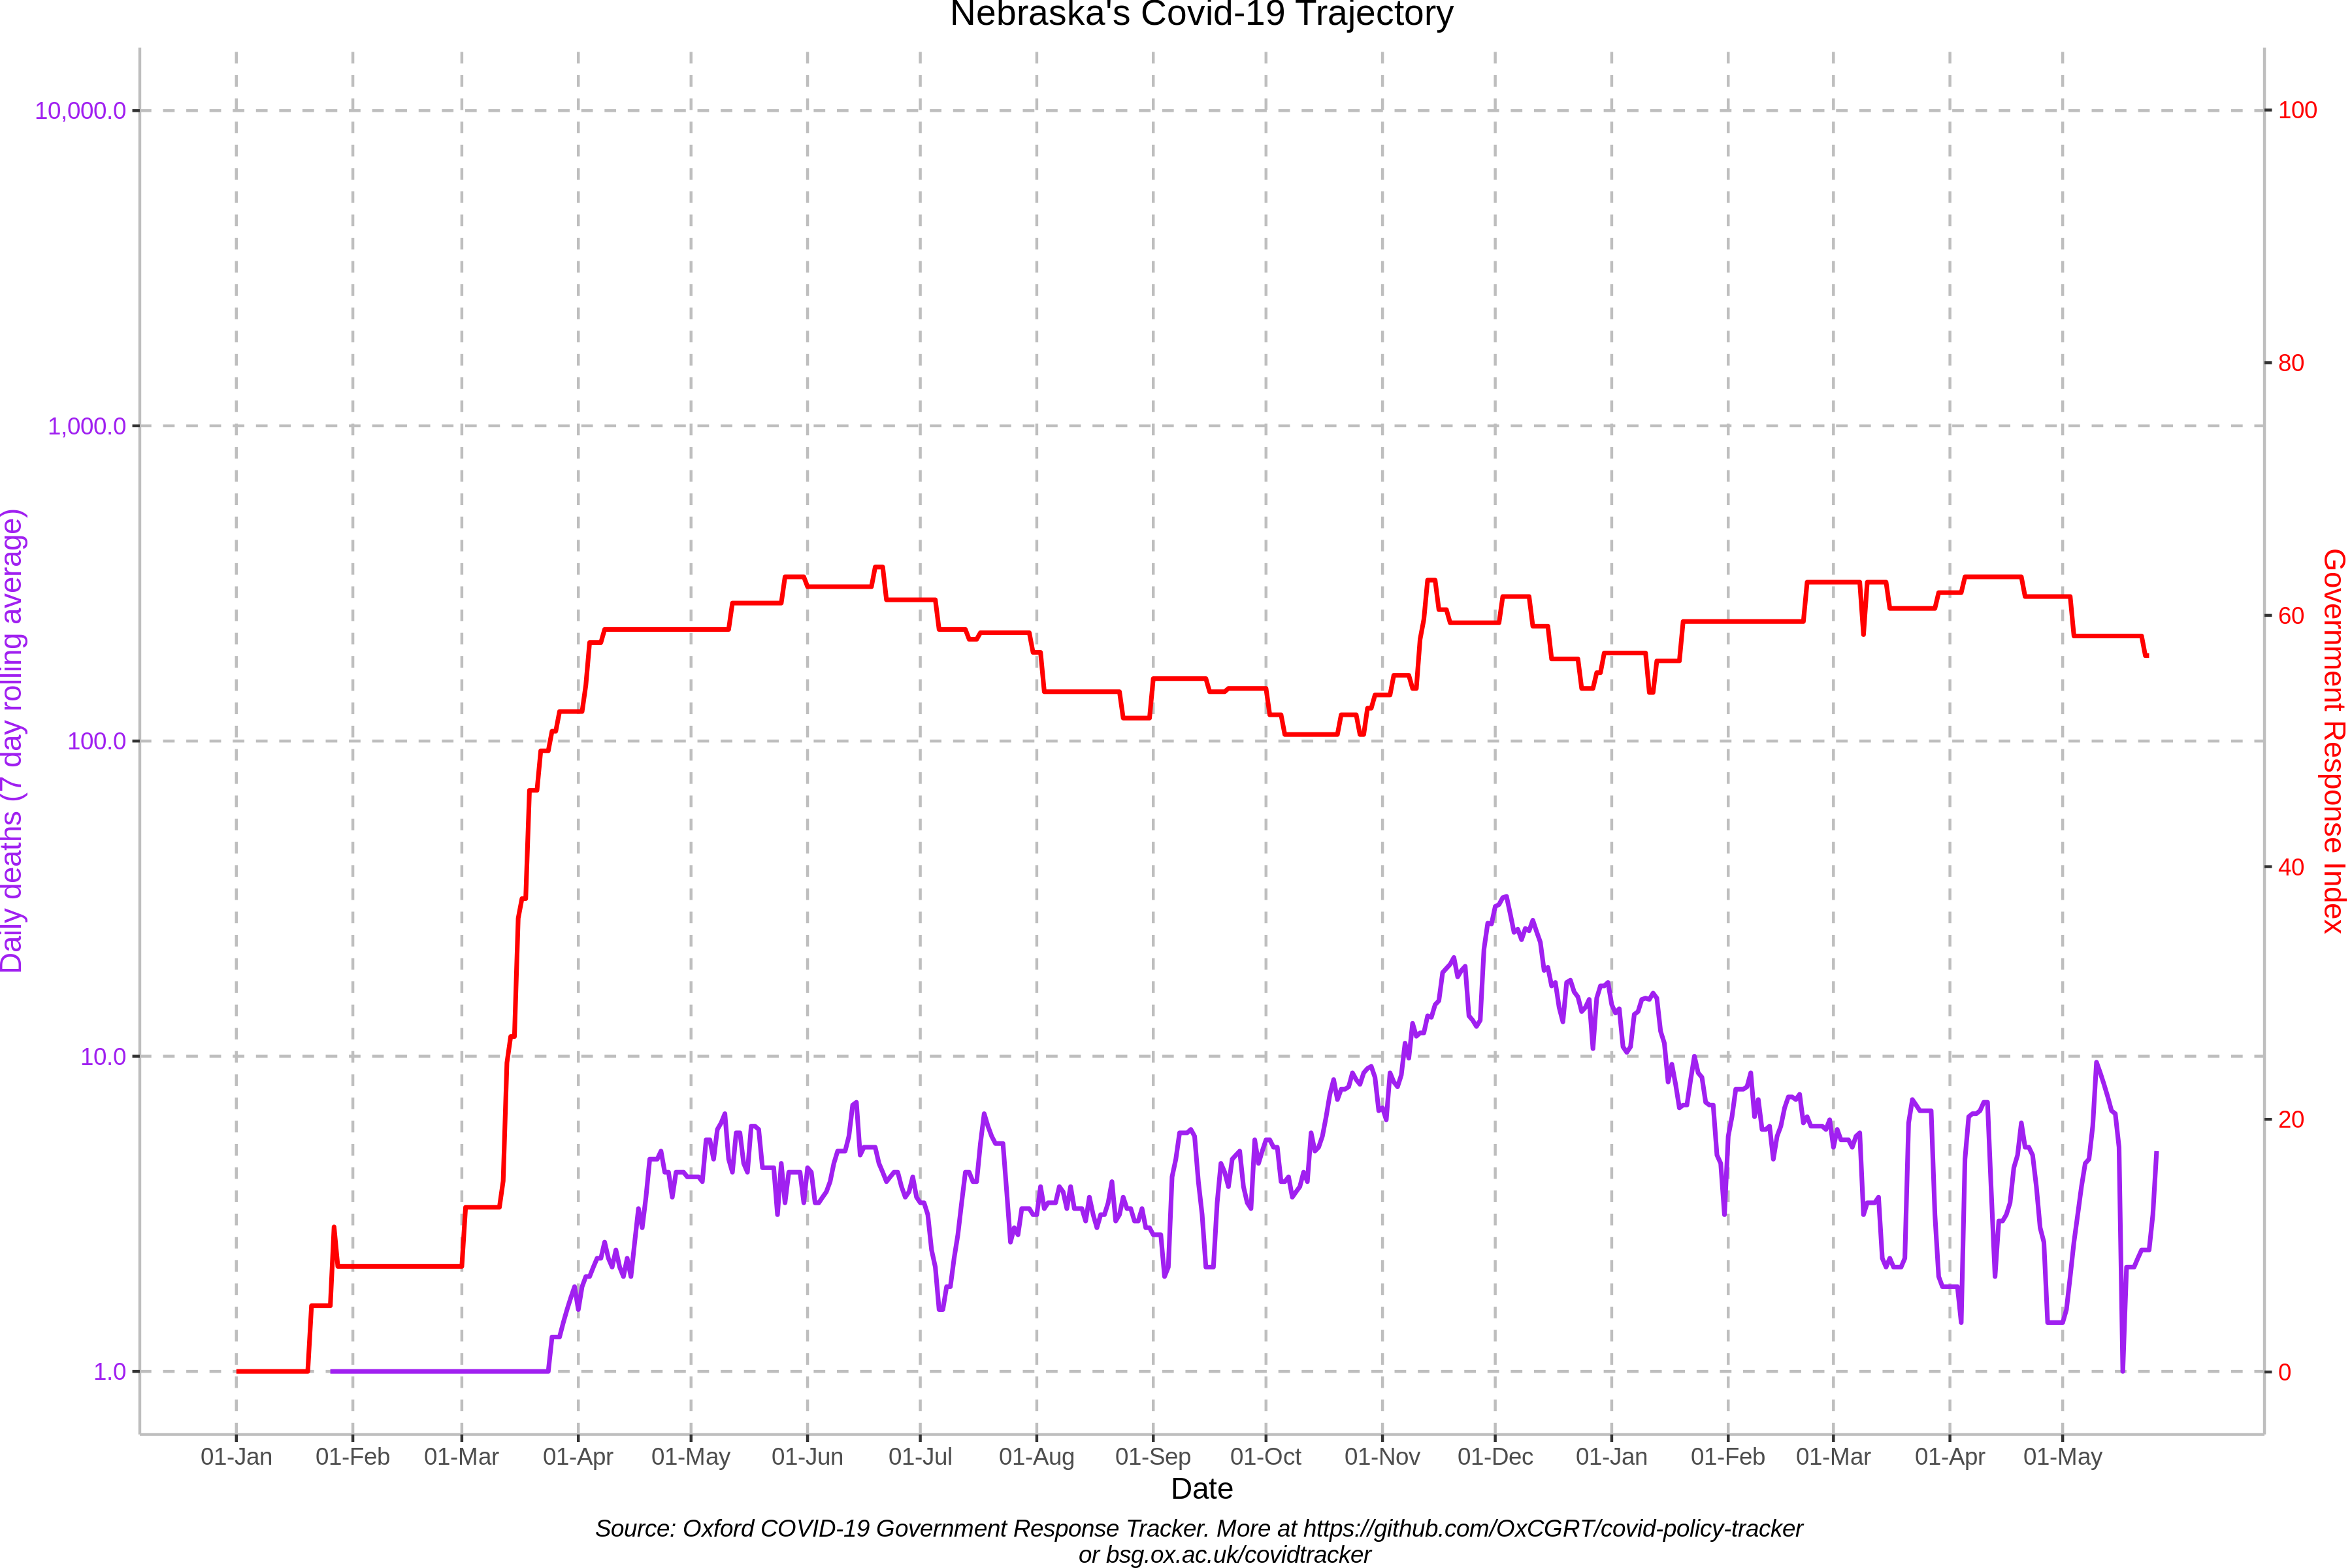 Nebraska's Covid-19 Trajectory
10,000.0
1,000.0
100.0
10.0
1.0
Daily deaths (7 day rolling average)
100
80
60
40
20
0
Government Response Index
01-Jan 01-Feb 01-Mar 01-Apr 01-May 01-Jun 01-Jul 01-Aug 01-Sep 01-Oct 01-Nov 01-Dec 01-Jan 01-Feb 01-Mar 01-Apr 01-May
Date
Source: Oxford COVID-19 Government Response Tracker. More at https://github.com/OxCGRT/covid-policy-tracker
or bsg.ox.ac.uk/covidtracker